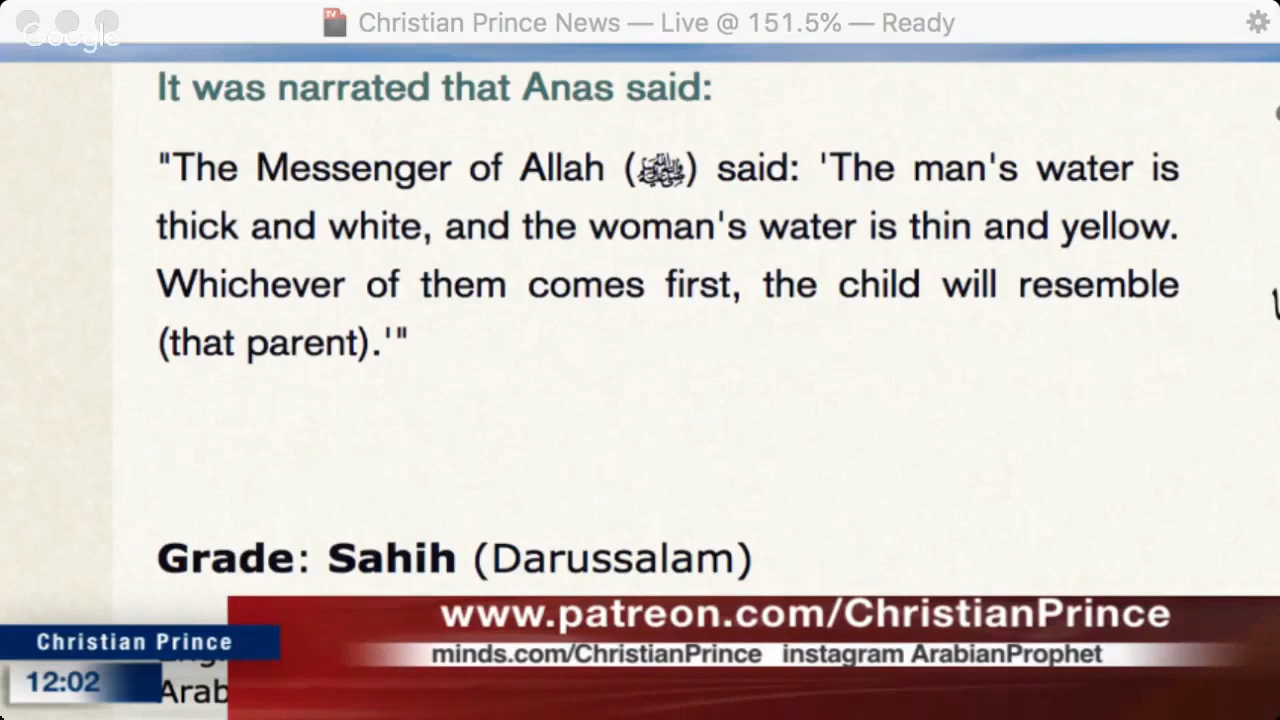 Christian Prince News — Live @ 151.5% — Ready
Google
It was narrated that Anas said:
"The Messenger of Allah (ﷺ) said: 'The man's water is
thick and white, and the woman's water is thin and yellow.
Whichever of them comes first, the child will resemble
(that parent).'"
Grade: Sahih (Darussalam)
www.patreon.com/ChristianPrince
Christian Prince
minds.com/ChristianPrince instagram ArabianProphet
12:02
Arab